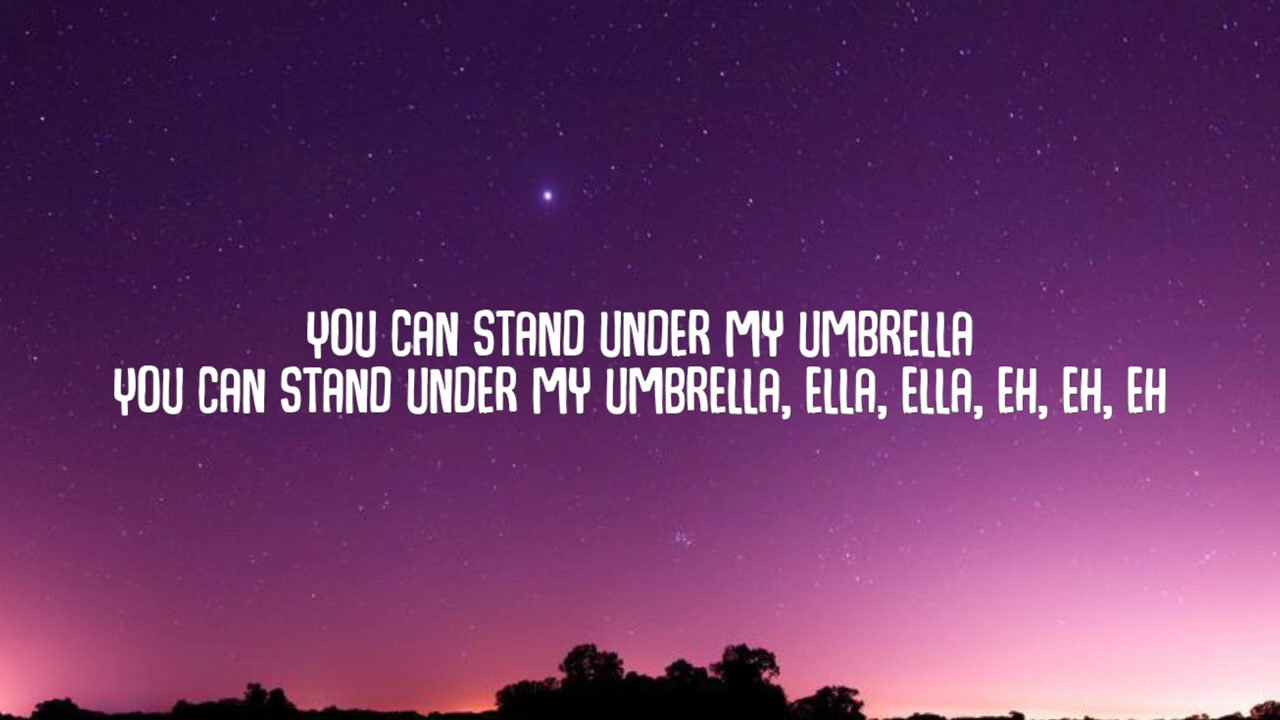 YOU CAN STAND UNDER MY UMBRELLA
YOU CAN STAND UNDER MY UMBRELLA, ELLA, ELLA, EH, EH, EH